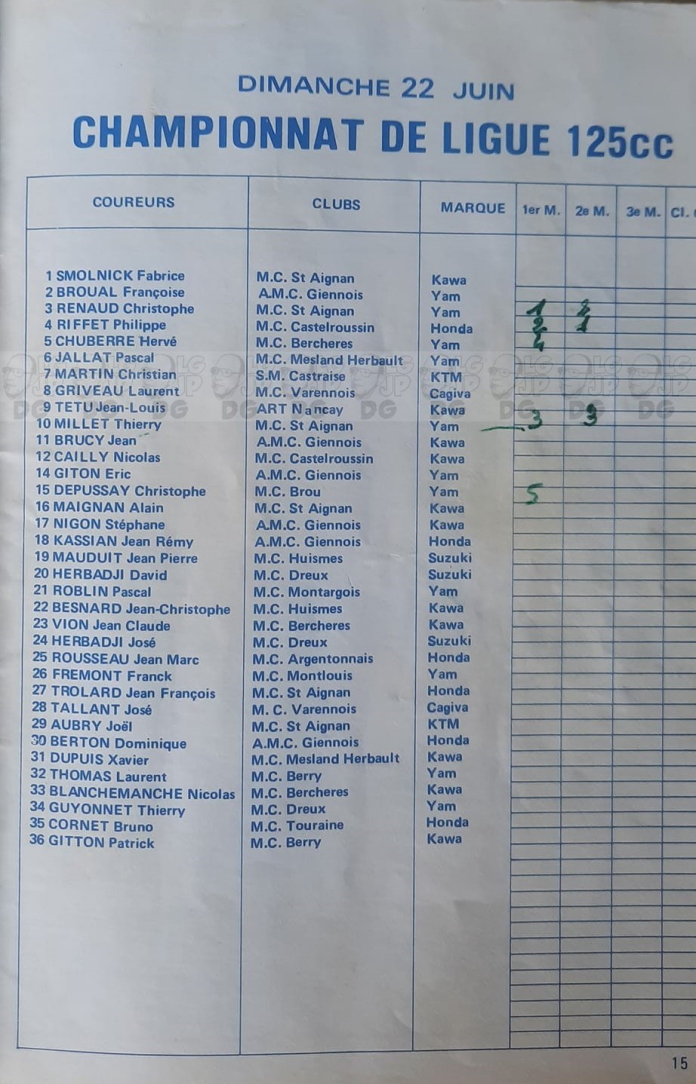 DIMANCHE 22 JUIN
CHAMPIONNAT DE LIGUE 125cc
COUREURS CLUBS MARQUE 1er M. 2e M. 3e M. Cl.
1 SMOLNICK Fabrice M.C. St Aignan Kawa
2 BROUAL Françoise A.M.C. Giennois Yam
3 RENAUD Christophe M.C. St Aignan Yam 1 2
4 RIFFET Philippe M.C. Castelroussin Honda 2 1
5 CHUBERRE Hervé M.C. Bercheres Yam 4
6 JALLAT Pascal M.C. Mesland Herbault Yam
7 MARTIN Christian S.M. Castraise KTM
8 GRIVEAU Laurent M.C. Varennois Cagiva
9 TETU Jean-Louis ART Nancay Kawa
10 MILLET Thierry M.C. St Aignan Yam 3 3
11 BRUCY Jean A.M.C. Giennois Kawa
12 CAILLY Nicolas M.C. Castelroussin Kawa
14 GITON Eric A.M.C. Giennois Yam
15 DEPUSSAY Christophe M.C. Brou Yam 5
16 MAIGNAN Alain M.C. St Aignan Kawa
17 NIGON Stéphane A.M.C. Giennois Kawa
18 KASSIAN Jean Rémy A.M.C. Giennois Honda
19 MAUDUIT Jean Pierre M.C. Huismes Suzuki
20 HERBADJI David M.C. Dreux Suzuki
21 ROBLIN Pascal M.C. Montargois Yam
22 BESNARD Jean-Christophe M.C. Huismes Kawa
23 VION Jean Claude M.C. Bercheres Kawa
24 HERBADJI José M.C. Dreux Suzuki
25 ROUSSEAU Jean Marc M.C. Argentonnais Honda
26 FREMONT Franck M.C. Montlouis Yam
27 TROLARD Jean François M.C. St Aignan Honda
28 TALLANT José M. C. Varennois Cagiva
29 AUBRY Joël M.C. St Aignan KTM
30 BERTON Dominique A.M.C. Giennois Honda
31 DUPUIS Xavier M.C. Mesland Herbault Kawa
32 THOMAS Laurent M.C. Berry Yam
33 BLANCHEMANCHE Nicolas M.C. Bercheres Kawa
34 GUYONNET Thierry M.C. Dreux Yam
35 CORNET Bruno M.C. Touraine Honda
36 GITTON Patrick M.C. Berry Kawa
15